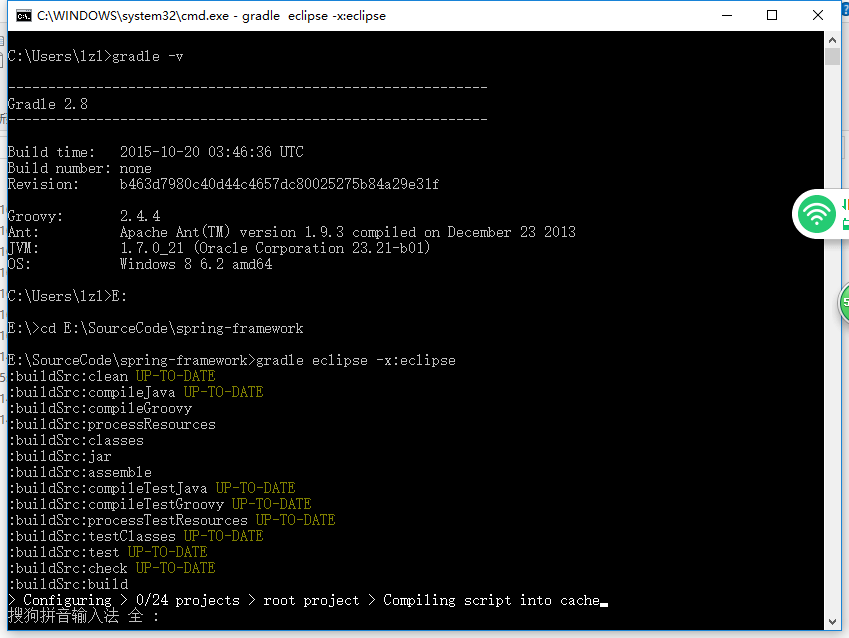 C:\WINDOWS\system32\cmd.exe - gradle  eclipse -x:eclipse
C:\Users\lzl>gradle -v
------------------------------------------------------------
Gradle 2.8
------------------------------------------------------------
Build time:   2015-10-20 03:46:36 UTC
Build number: none
Revision:     b463d7980c40d44c4657dc80025275b84a29e31f
Groovy:       2.4.4
Ant:          Apache Ant(TM) version 1.9.3 compiled on December 23 2013
JVM:          1.7.0_21 (Oracle Corporation 23.21-b01)
OS:           Windows 8 6.2 amd64
C:\Users\lzl>E:
E:\>cd E:\SourceCode\spring-framework
E:\SourceCode\spring-framework>gradle eclipse -x:eclipse
:buildSrc:clean UP-TO-DATE
:buildSrc:compileJava UP-TO-DATE
:buildSrc:compileGroovy
:buildSrc:processResources
:buildSrc:classes
:buildSrc:jar
:buildSrc:assemble
:buildSrc:compileTestJava UP-TO-DATE
:buildSrc:compileTestGroovy UP-TO-DATE
:buildSrc:processTestResources UP-TO-DATE
:buildSrc:testClasses UP-TO-DATE
:buildSrc:test UP-TO-DATE
:buildSrc:check UP-TO-DATE
:buildSrc:build
> Configuring > 0/24 projects > root project > Compiling script into cache
搜狗拼音输入法 全 :